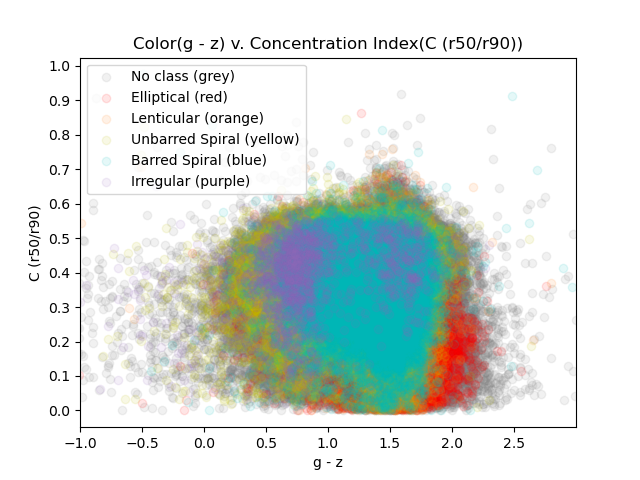 Color(g - z) v. Concentration Index(C (r50/r90))
No class (grey)
Elliptical (red)
Lenticular (orange)
Unbarred Spiral (yellow)
Barred Spiral (blue)
Irregular (purple)
C (r50/r90)
1.0
0.9
0.8
0.7
0.6
0.5
0.4
0.3
0.2
0.1
0.0
−1.0 −0.5 0.0 0.5 1.0 1.5 2.0 2.5
g - z